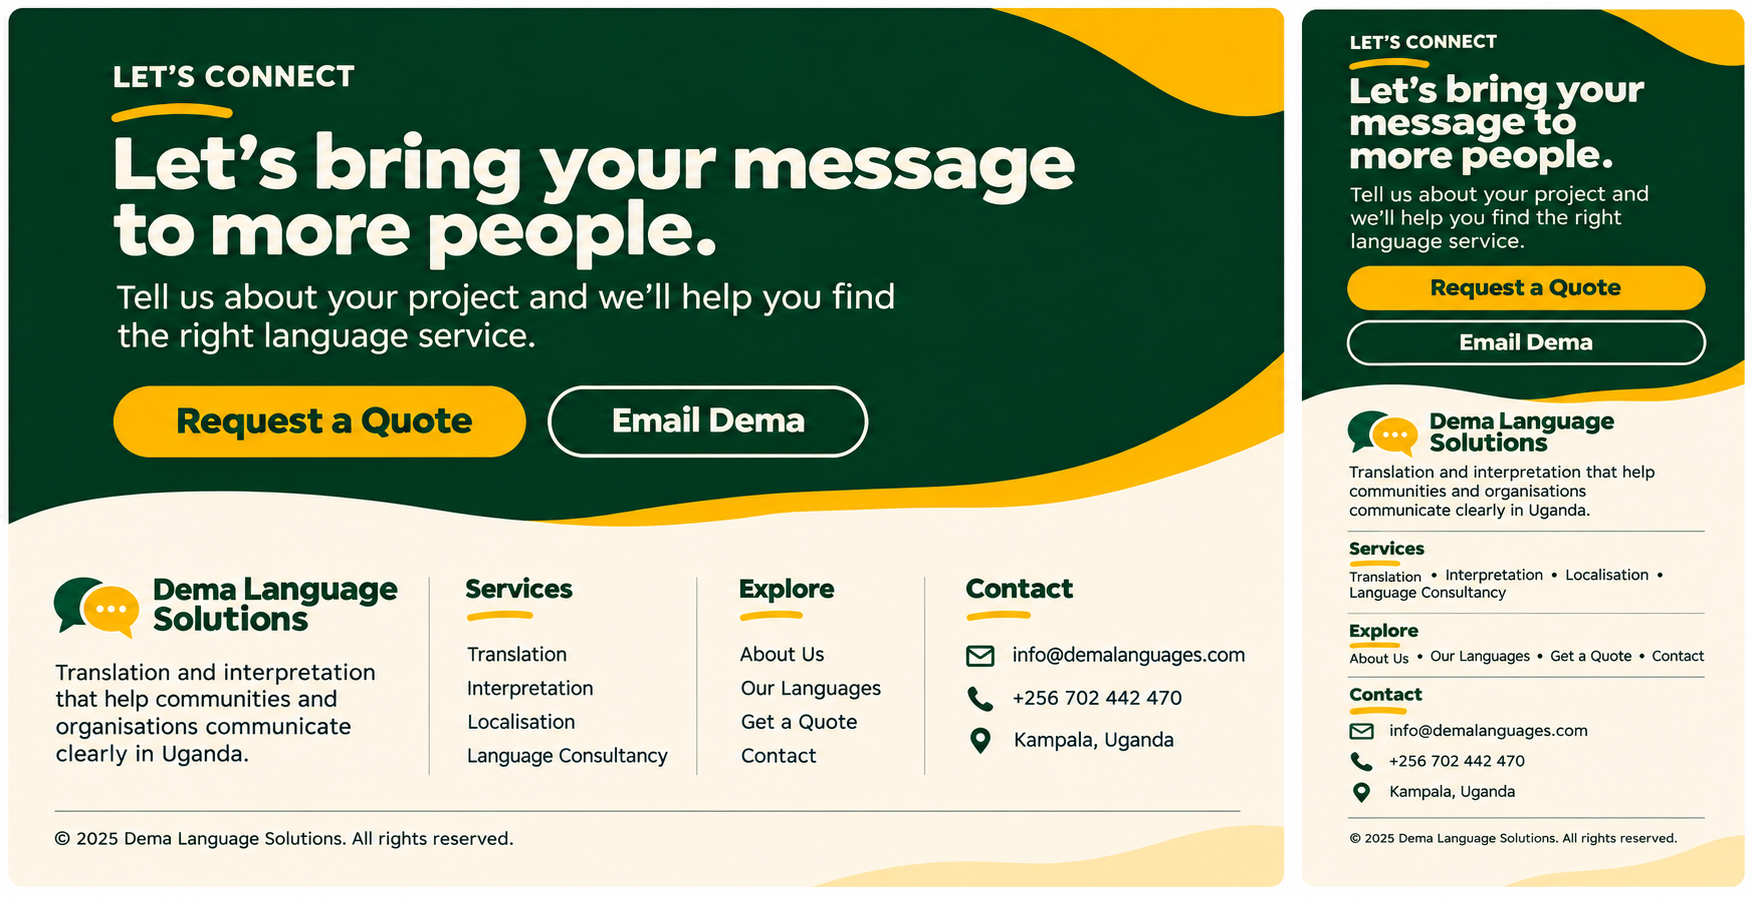 LET’S CONNECT
Let’s bring your message
to more people.
Tell us about your project and we’ll help you find
the right language service.
Request a Quote
Email Dema
Dema Language
Solutions
Translation and interpretation
that help communities and
organisations communicate
clearly in Uganda.
Services
Translation
Interpretation
Localisation
Language Consultancy
Explore
About Us
Our Languages
Get a Quote
Contact
Contact
info@demalanguages.com
+256 702 442 470
Kampala, Uganda
© 2025 Dema Language Solutions. All rights reserved.
LET’S CONNECT
Let’s bring your
message to
more people.
Tell us about your project and
we’ll help you find the right
language service.
Request a Quote
Email Dema
Dema Language
Solutions
Translation and interpretation that help
communities and organisations
communicate clearly in Uganda.
Services
Translation • Interpretation • Localisation •
Language Consultancy
Explore
About Us • Our Languages • Get a Quote • Contact
Contact
info@demalanguages.com
+256 702 442 470
Kampala, Uganda
© 2025 Dema Language Solutions. All rights reserved.